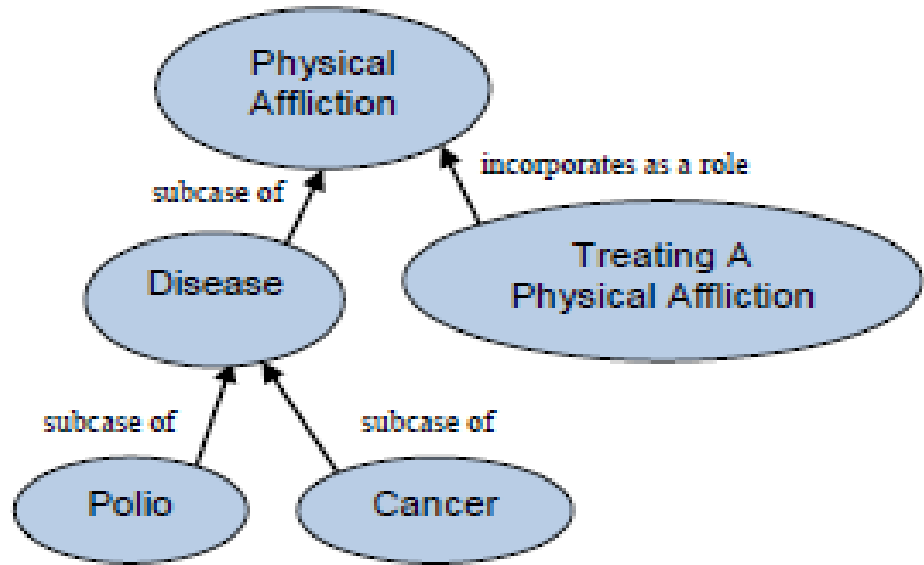 Physical
Affliction
incorporates as a role
subcase of
Treating A
Physical Affliction
Disease
subcase of
subcase of
Polio
Cancer